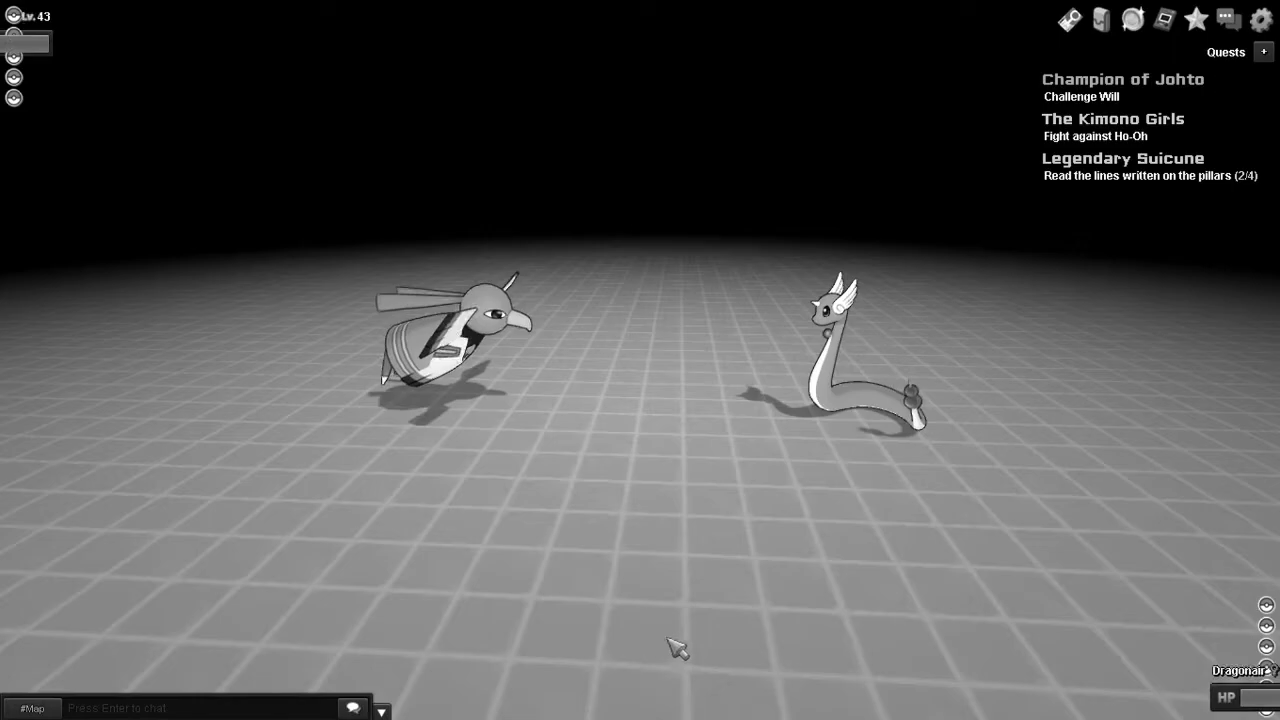 Lv. 43
Quests +
Champion of Johto
Challenge Will
The Kimono Girls
Fight against Ho-Oh
Legendary Suicune
Read the lines written on the pillars (2/4)
Dragonair
HP
#Map Press Enter to chat